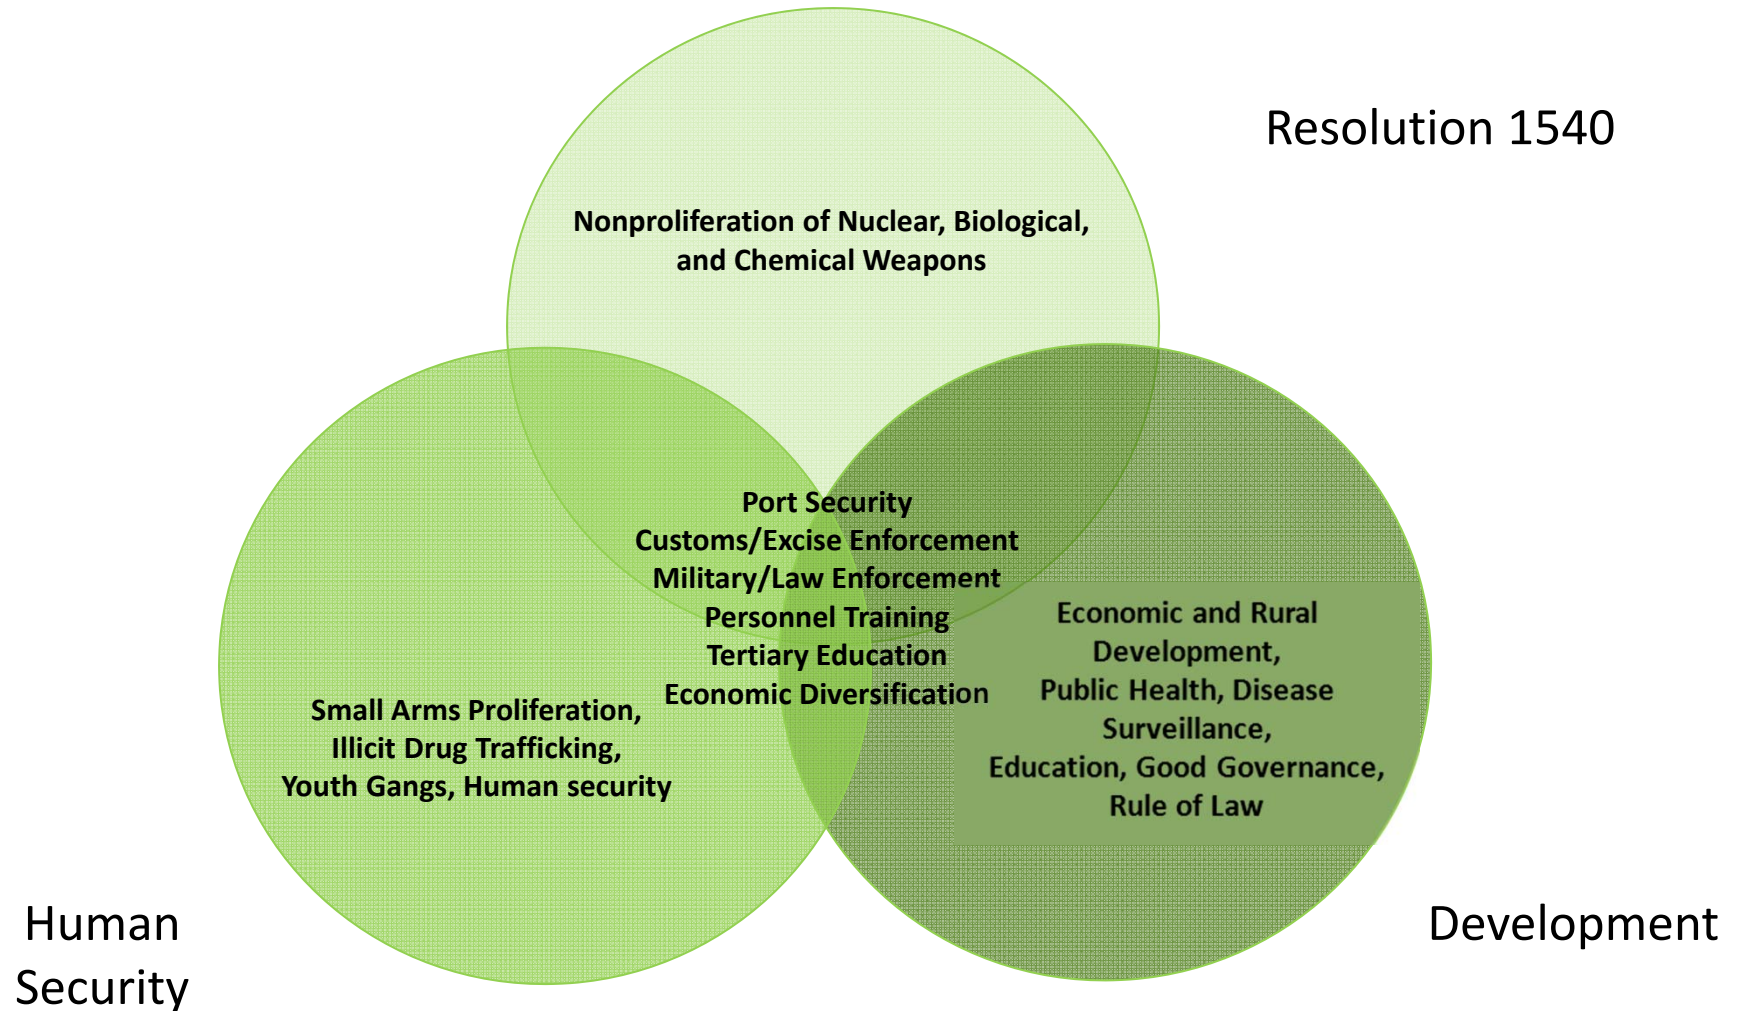 Resolution 1540
Nonproliferation of Nuclear, Biological,
and Chemical Weapons
Port Security
Customs/Excise Enforcement
Military/Law Enforcement
Personnel Training
Tertiary Education
Economic Diversification
Economic and Rural
Development,
Public Health, Disease
Surveillance,
Education, Good Governance,
Rule of Law
Small Arms Proliferation,
Illicit Drug Trafficking,
Youth Gangs, Human security
Human
Security
Development